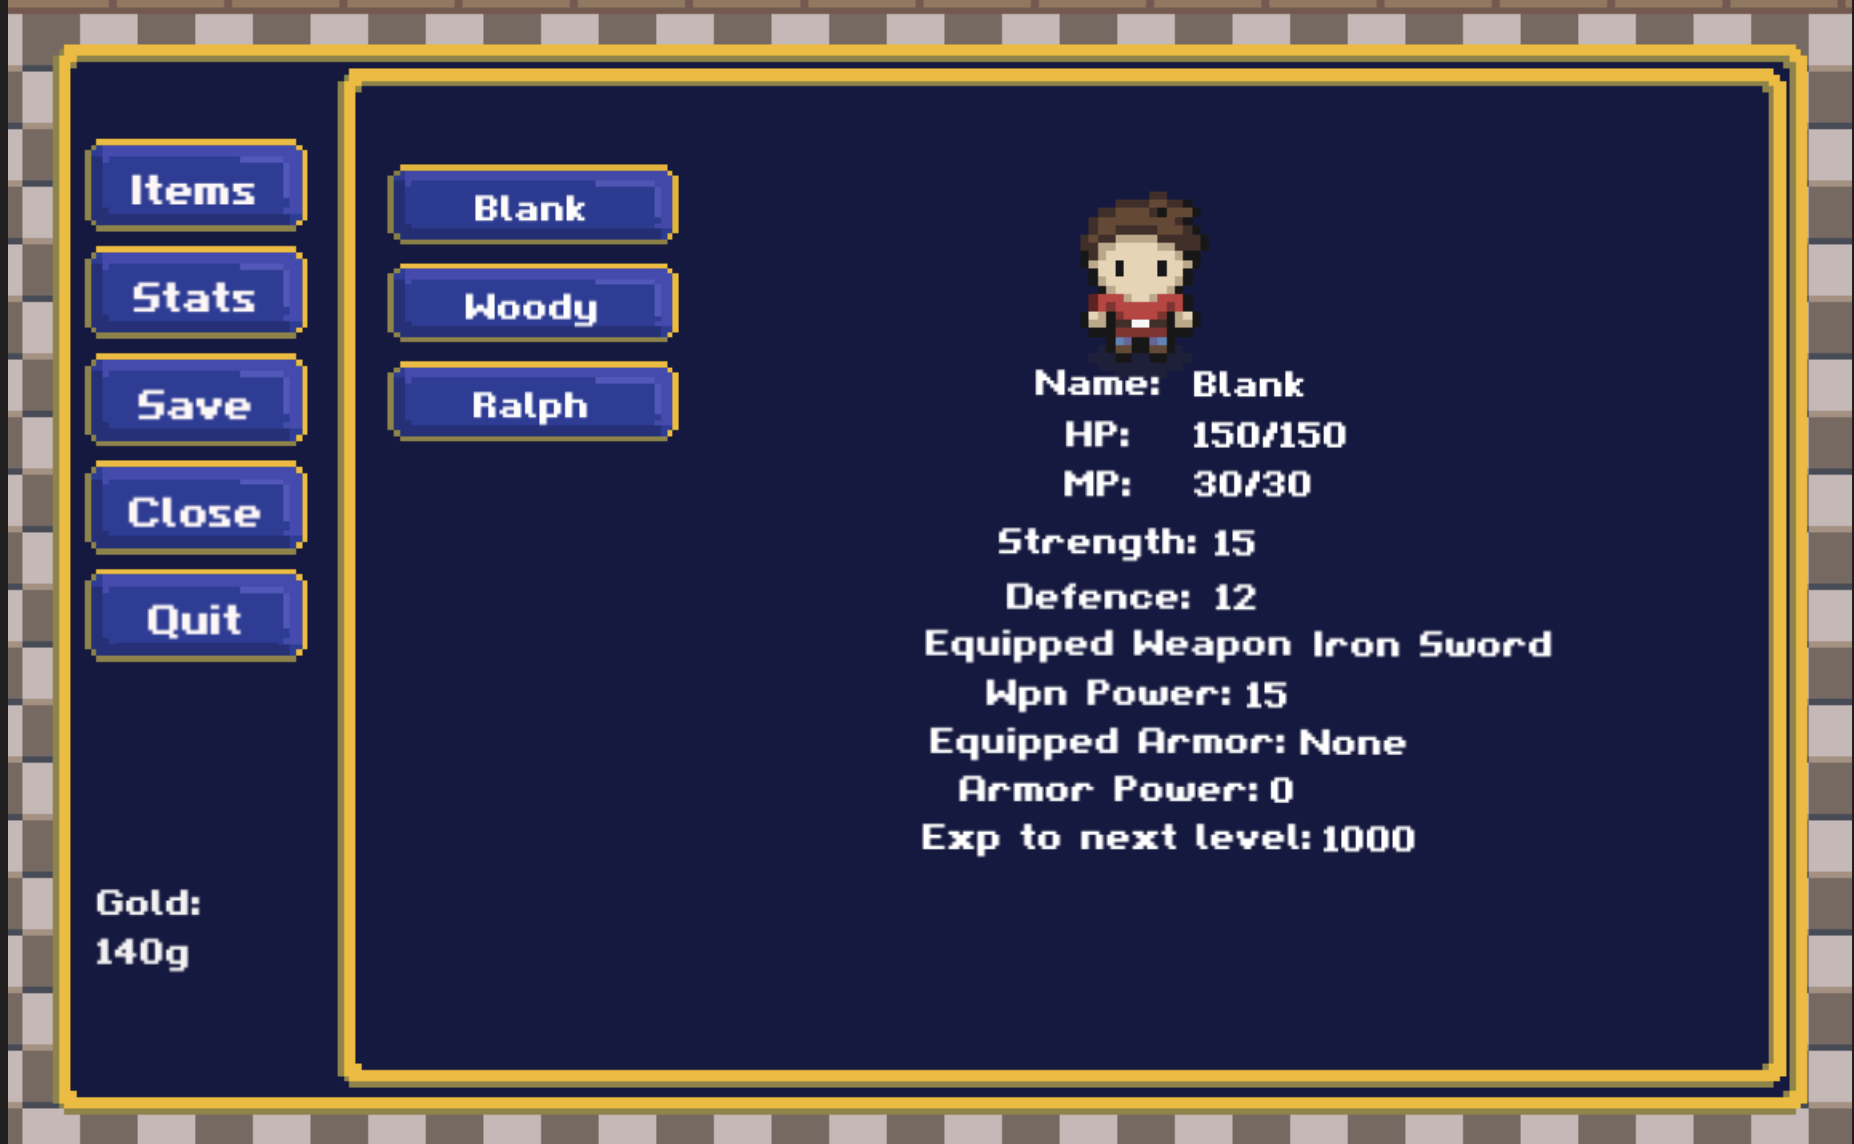 Items
Stats
Save
Close
Quit
Gold:
140g
Blank
Woody
Ralph
Name: Blank
HP: 150/150
MP: 30/30
Strength: 15
Defence: 12
Equipped Weapon Iron Sword
Wpn Power: 15
Equipped Armor: None
Armor Power: 0
Exp to next level: 1000